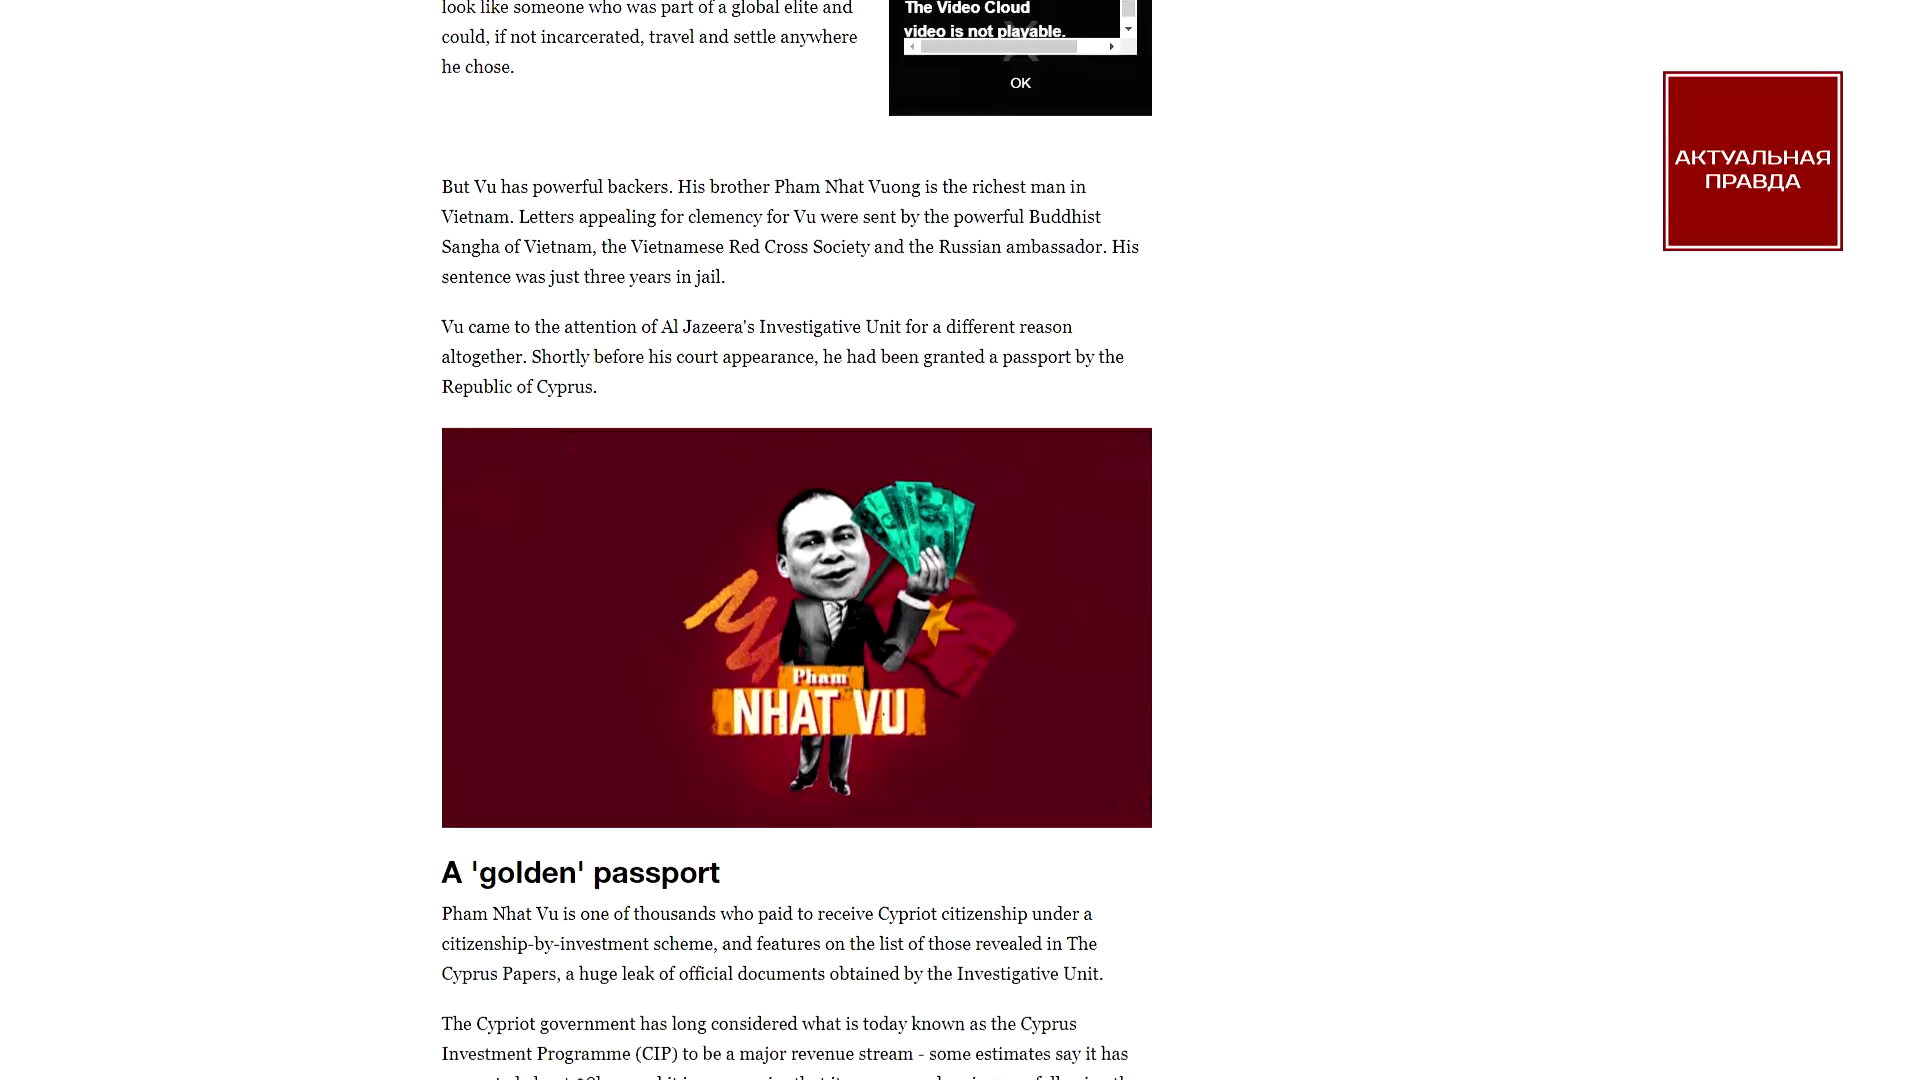 look like someone who was part of a global elite and
could, if not incarcerated, travel and settle anywhere
he chose.
The Video Cloud
video is not playable.
OK
АКТУАЛЬНАЯ
ПРАВДА
But Vu has powerful backers. His brother Pham Nhat Vuong is the richest man in
Vietnam. Letters appealing for clemency for Vu were sent by the powerful Buddhist
Sangha of Vietnam, the Vietnamese Red Cross Society and the Russian ambassador. His
sentence was just three years in jail.
Vu came to the attention of Al Jazeera's Investigative Unit for a different reason
altogether. Shortly before his court appearance, he had been granted a passport by the
Republic of Cyprus.
Pham
NHAT VU
A 'golden' passport
Pham Nhat Vu is one of thousands who paid to receive Cypriot citizenship under a
citizenship-by-investment scheme, and features on the list of those revealed in The
Cyprus Papers, a huge leak of official documents obtained by the Investigative Unit.
The Cypriot government has long considered what is today known as the Cyprus
Investment Programme (CIP) to be a major revenue stream - some estimates say it has